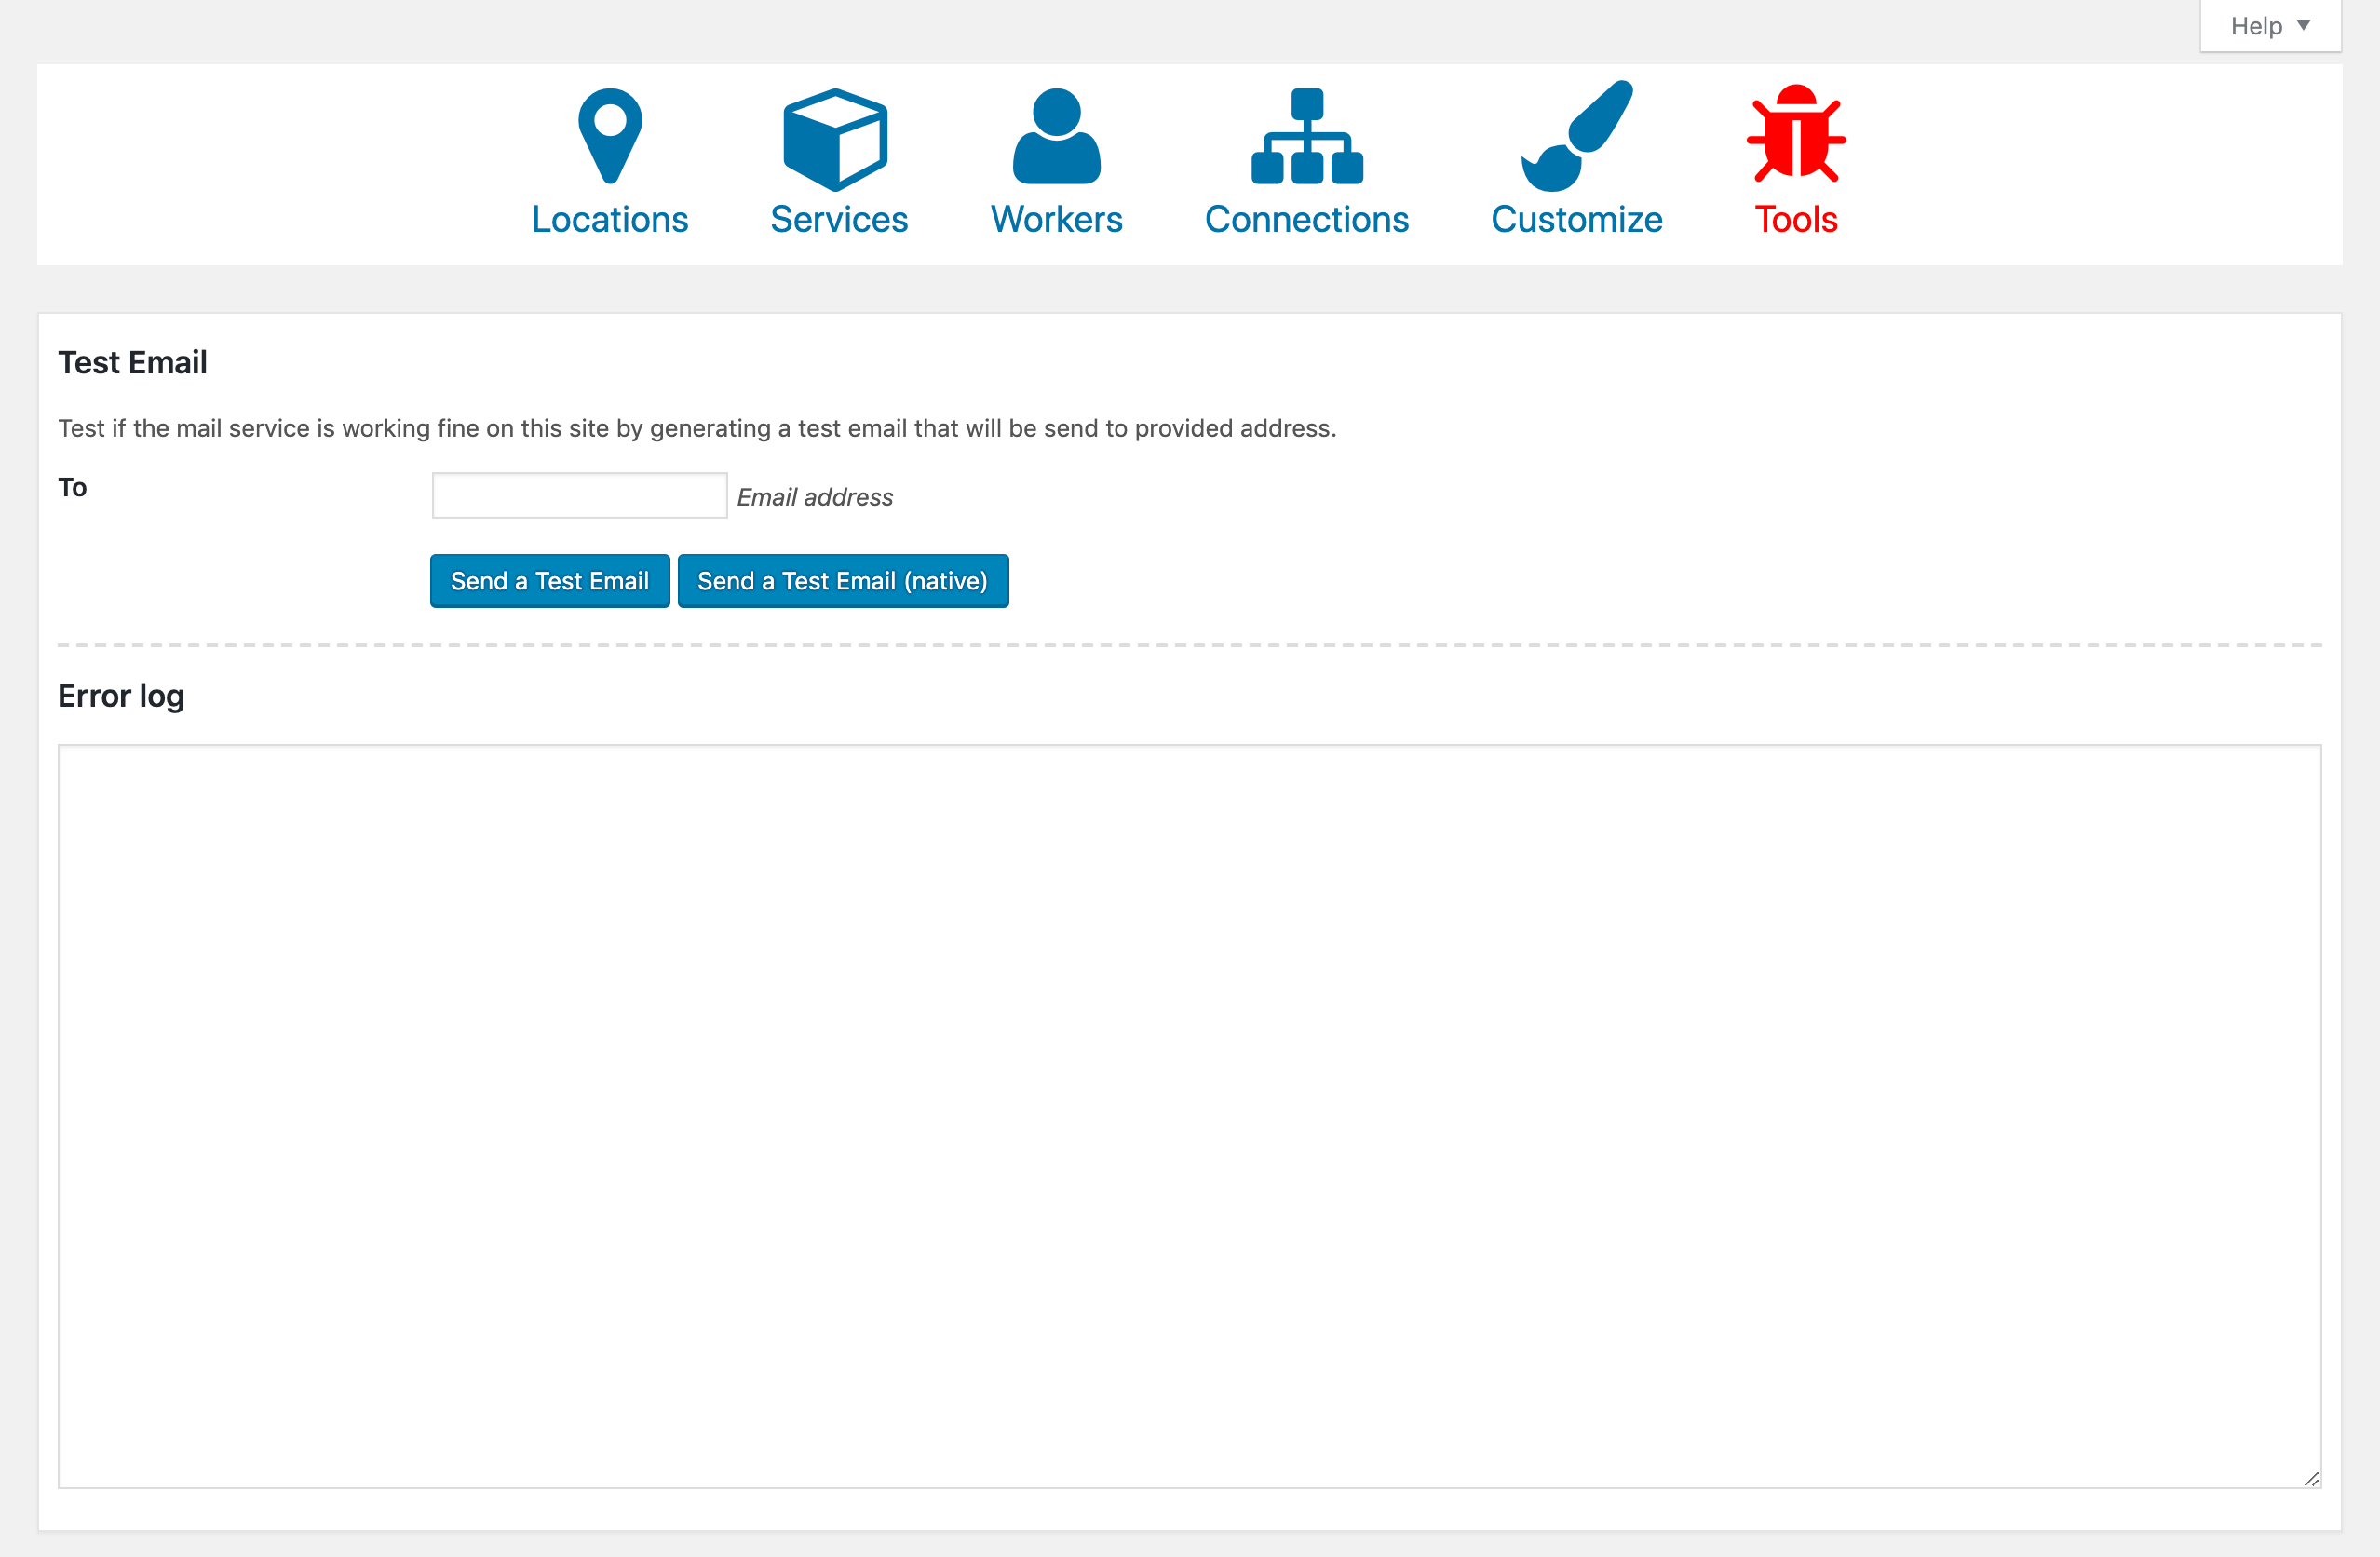 Help
Locations
Services
Workers
Connections
Customize
Tools
Test Email
Test if the mail service is working fine on this site by generating a test email that will be send to provided address.
To
Email address
Send a Test Email
Send a Test Email (native)
Error log